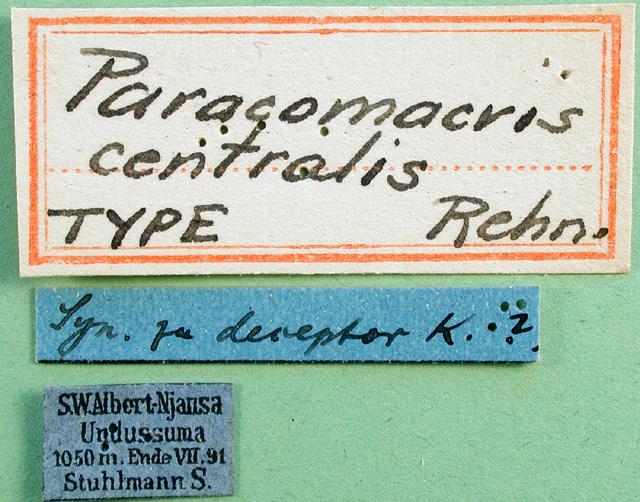 Paracomacris
centralis
TYPE Rehn.
Syn. zu deceptor K. ?
S.W.Albert-Njansa
Undussuma
1050 m. Ende VII.91
Stuhlmann S.